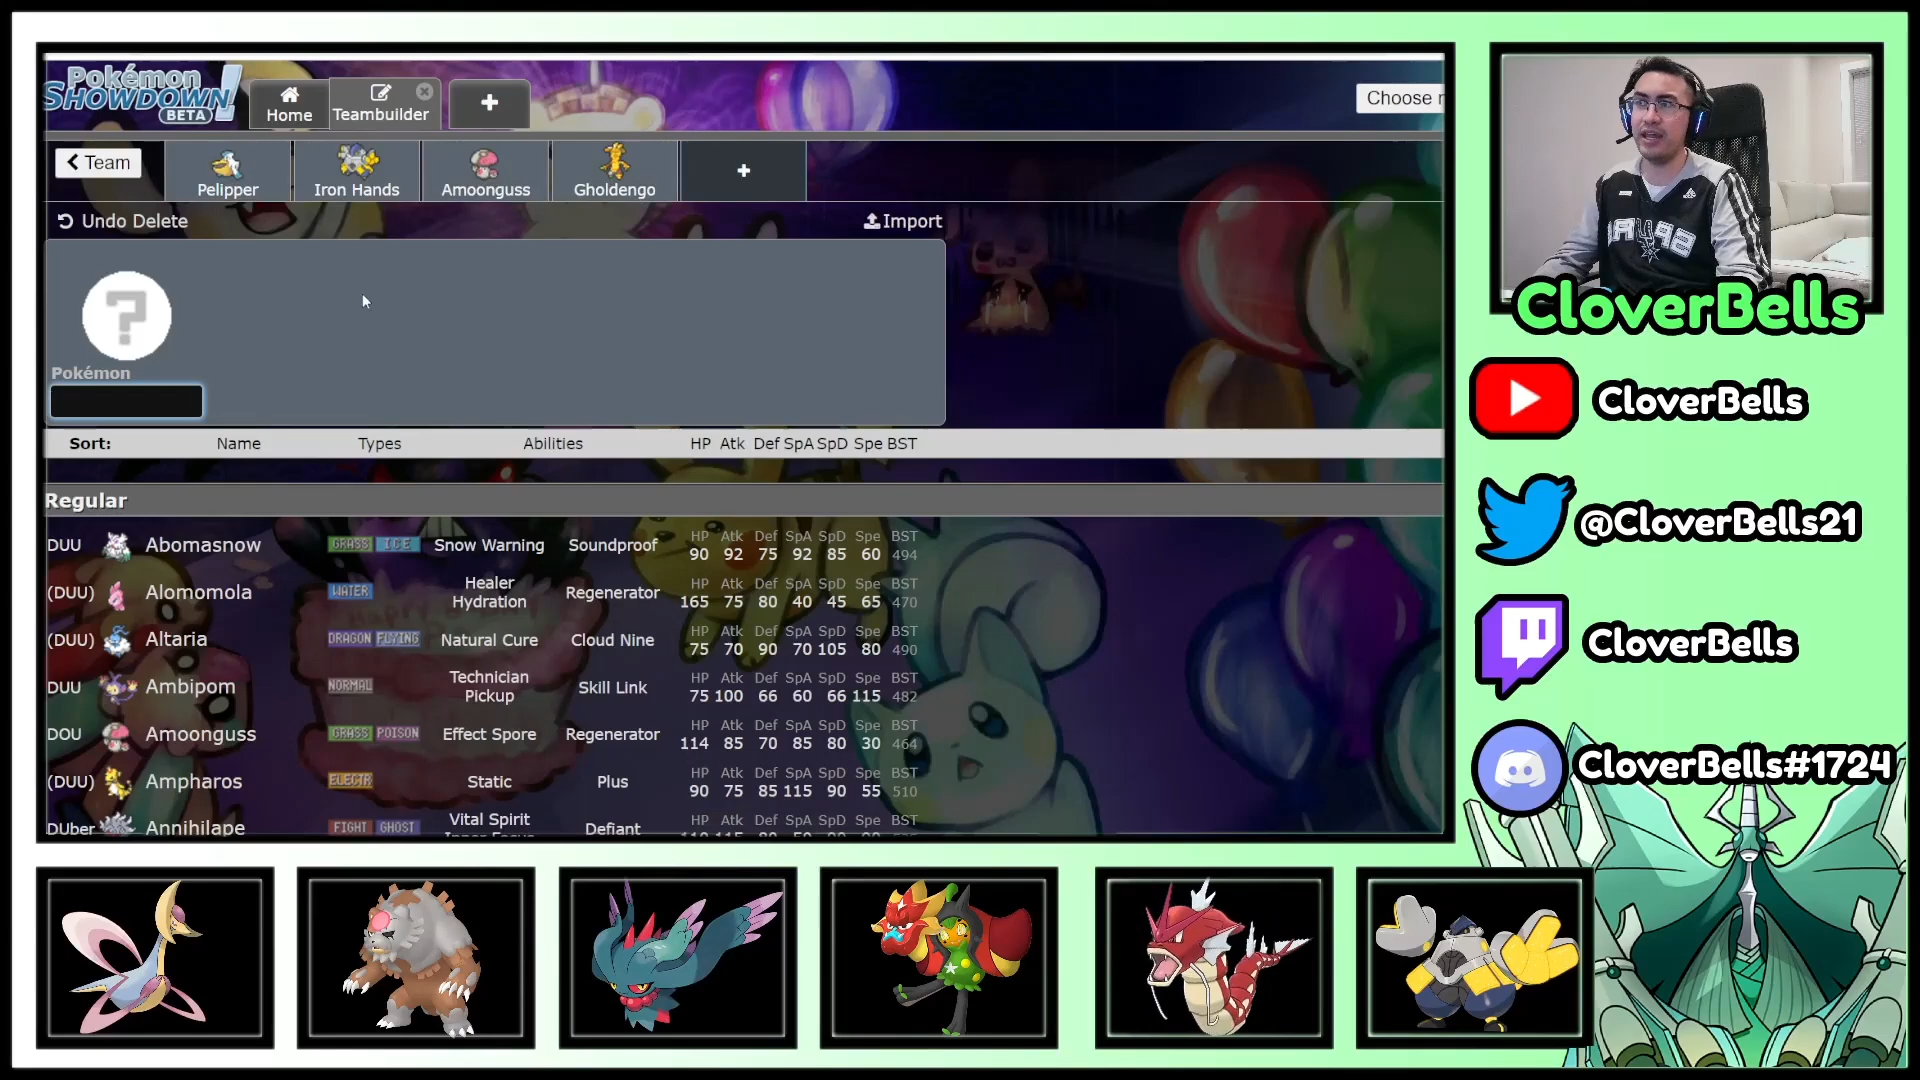 Pokémon
SHOWDOWN!
BETA
Home
Teambuilder
+
Choose
Team
Pelipper
Iron Hands
Amoonguss
Gholdengo
+
Undo Delete
Import
?
Pokémon
Sort: Name Types Abilities HP Atk Def SpA SpD Spe BST
Regular
DUU Abomasnow GRASS ICE Snow Warning Soundproof HP 90 Atk 92 Def 75 SpA 92 SpD 85 Spe 60 BST 494
(DUU) Alomomola WATER Healer Hydration Regenerator HP 165 Atk 75 Def 80 SpA 40 SpD 45 Spe 65 BST 470
(DUU) Altaria DRAGON FLYING Natural Cure Cloud Nine HP 75 Atk 70 Def 90 SpA 70 SpD 105 Spe 80 BST 490
DUU Ambipom NORMAL Technician Pickup Skill Link HP 75 Atk 100 Def 66 SpA 60 SpD 66 Spe 115 BST 482
DOU Amoonguss GRASS POISON Effect Spore Regenerator HP 114 Atk 85 Def 70 SpA 85 SpD 80 Spe 30 BST 464
(DUU) Ampharos ELECTR Static Plus HP 90 Atk 75 Def 85 SpA 115 SpD 90 Spe 55 BST 510
DUber Annihilape FIGHT GHOST Vital Spirit Defiant HP Atk Def SpA SpD Spe BST
CloverBells
CloverBells
@CloverBells21
CloverBells
CloverBells#1724